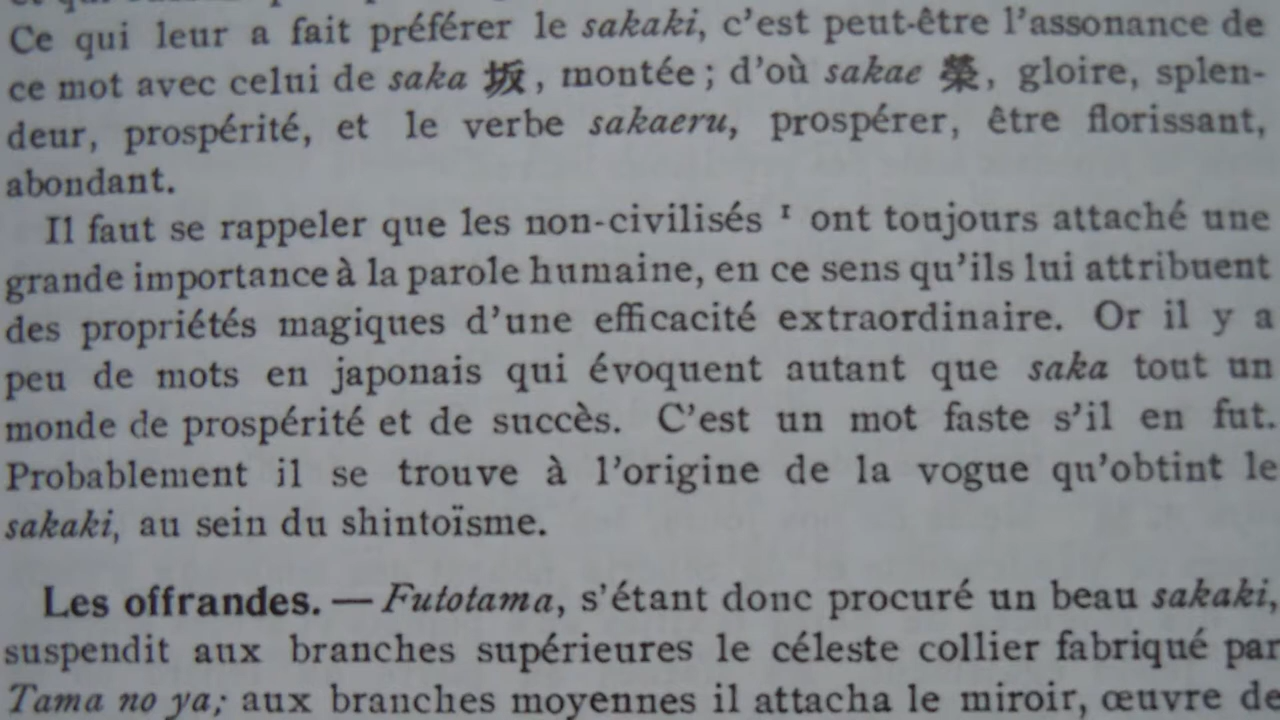 Ce qui leur a fait préférer le sakaki, c'est peut-être l'assonance de
ce mot avec celui de saka 坂, montée; d'où sakae 榮, gloire, splen-
deur, prospérité, et le verbe sakaeru, prospérer, être florissant,
abondant.
Il faut se rappeler que les non-civilisés ¹ ont toujours attaché une
grande importance à la parole humaine, en ce sens qu'ils lui attribuent
des propriétés magiques d'une efficacité extraordinaire. Or il y a
peu de mots en japonais qui évoquent autant que saka tout un
monde de prospérité et de succès. C'est un mot faste s'il en fut.
Probablement il se trouve à l'origine de la vogue qu'obtint le
sakaki, au sein du shintoïsme.
Les offrandes. — Futotama, s'étant donc procuré un beau sakaki,
suspendit aux branches supérieures le céleste collier fabriqué par
Tama no ya; aux branches moyennes il attacha le miroir, œuvre de